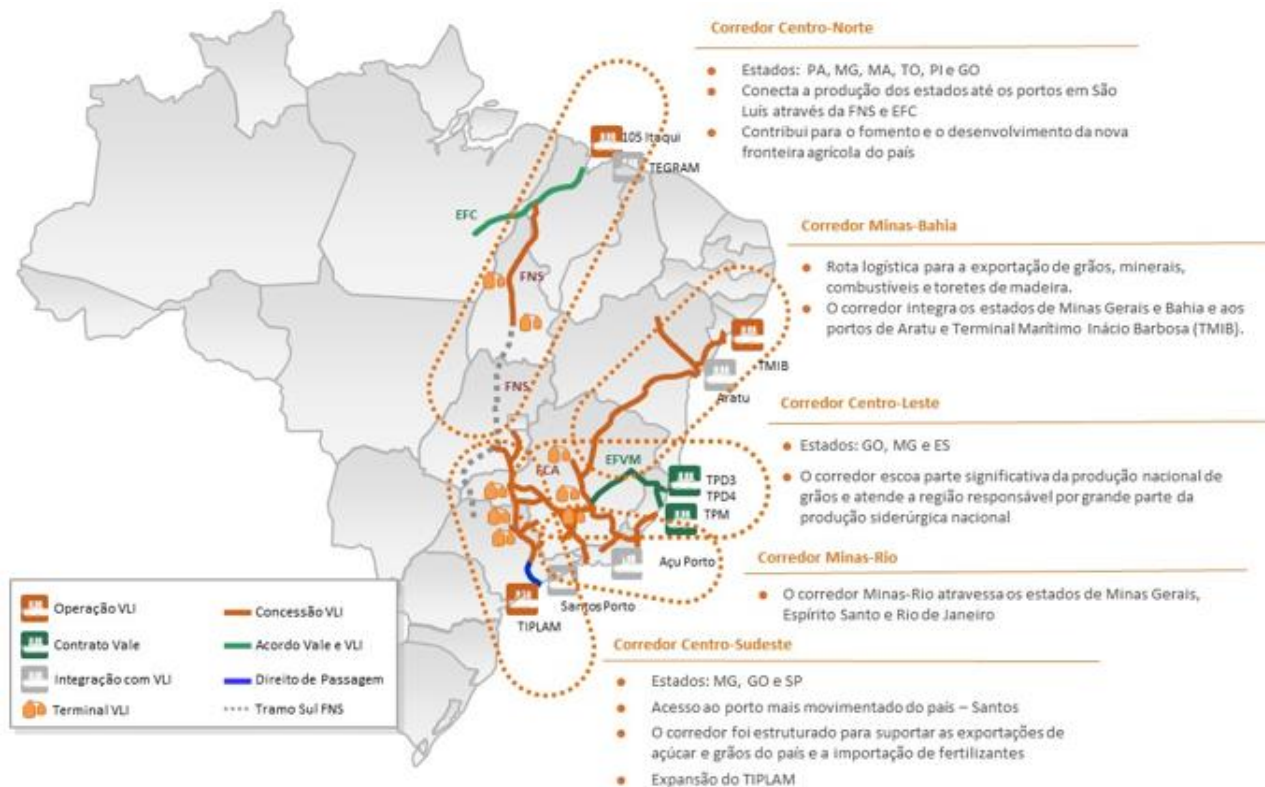 Corredor Centro-Norte
Estados: PA, MG, MA, TO, PI e GO
Conecta a produção dos estados até os portos em São
Luís através da FNS e EFC
Contribui para o fomento e o desenvolvimento da nova
fronteira agrícola do país
105 Itaqui
TEGRAM
EFC
FNS
Corredor Minas-Bahia
Rota logística para a exportação de grãos, minerais,
combustíveis e toretes de madeira.
O corredor integra os estados de Minas Gerais e Bahia e aos
portos de Aratu e Terminal Marítimo Inácio Barbosa (TMIB).
TMIB
Aratu
FNS
Corredor Centro-Leste
Estados: GO, MG e ES
O corredor escoa parte significativa da produção nacional de
grãos e atende a região responsável por grande parte da
produção siderúrgica nacional
FCA
EFVM
TPD3
TPD4
TPM
Corredor Minas-Rio
O corredor Minas-Rio atravessa os estados de Minas Gerais,
Espírito Santo e Rio de Janeiro
Açu Porto
Santos Porto
TIPLAM
Corredor Centro-Sudeste
Estados: MG, GO e SP
Acesso ao porto mais movimentado do país – Santos
O corredor foi estruturado para suportar as exportações de
açúcar e grãos do país e a importação de fertilizantes
Expansão do TIPLAM
Operação VLI
Contrato Vale
Integração com VLI
Terminal VLI
Concessão VLI
Acordo Vale e VLI
Direito de Passagem
Tramo Sul FNS